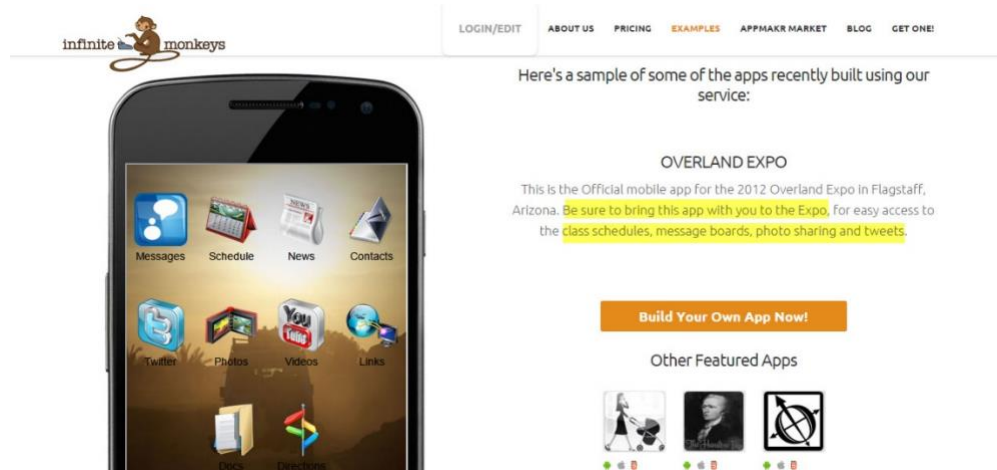 infinite monkeys
LOGIN/EDIT ABOUT US PRICING EXAMPLES APPMAKR MARKET BLOG GET ONE!
Here's a sample of some of the apps recently built using our
service:
OVERLAND EXPO
This is the Official mobile app for the 2012 Overland Expo in Flagstaff,
Arizona. Be sure to bring this app with you to the Expo, for easy access to
the class schedules, message boards, photo sharing and tweets.
Build Your Own App Now!
Other Featured Apps
NEWS
Messages Schedule News Contacts
You
Tube
Twitter Photos Videos Links
Docs Directions